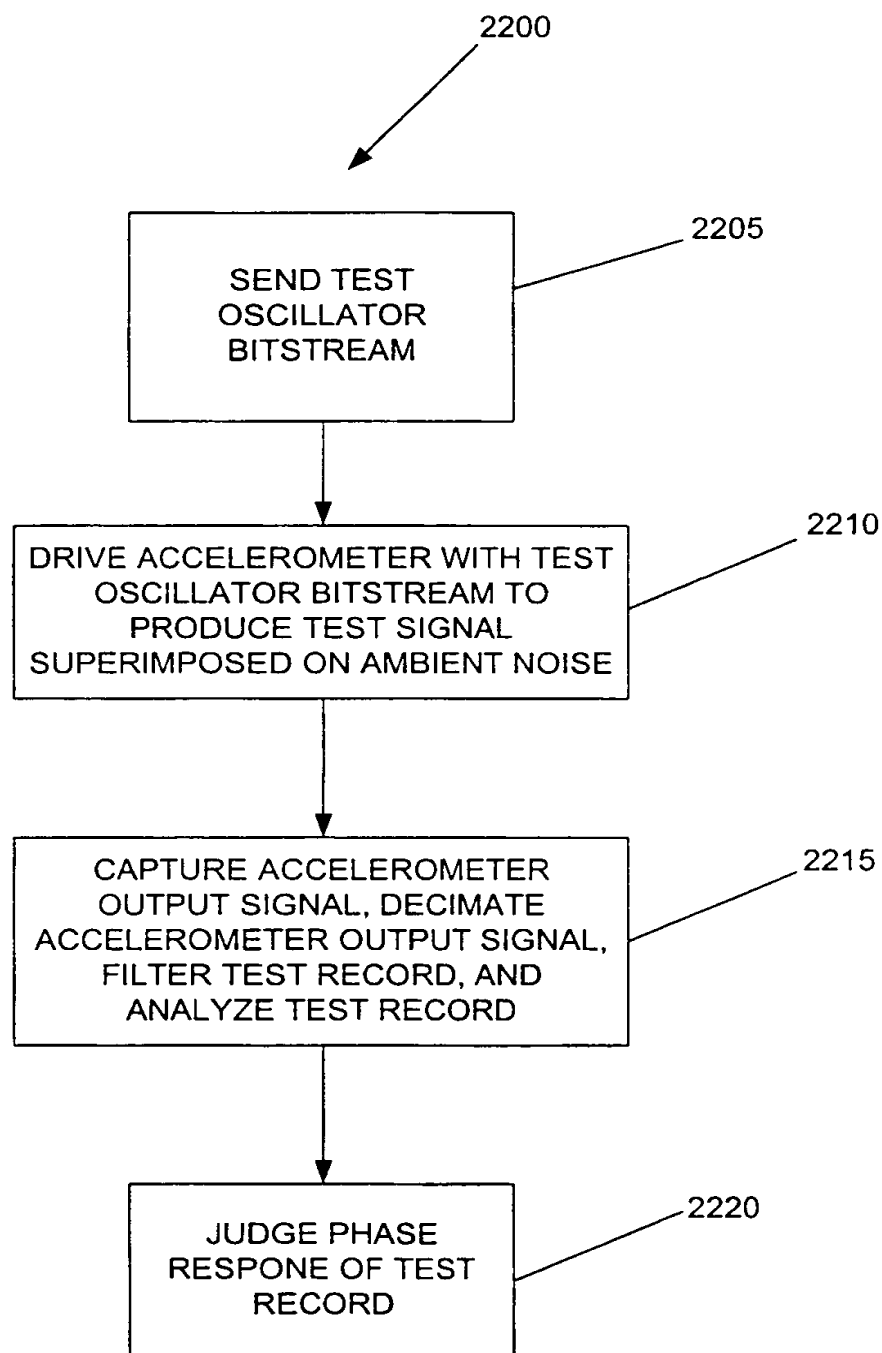 2200
2205
SEND TEST
OSCILLATOR
BITSTREAM
2210
DRIVE ACCELEROMETER WITH TEST
OSCILLATOR BITSTREAM TO
PRODUCE TEST SIGNAL
SUPERIMPOSED ON AMBIENT NOISE
2215
CAPTURE ACCELEROMETER
OUTPUT SIGNAL, DECIMATE
ACCELEROMETER OUTPUT SIGNAL,
FILTER TEST RECORD, AND
ANALYZE TEST RECORD
2220
JUDGE PHASE
RESPONE OF TEST
RECORD